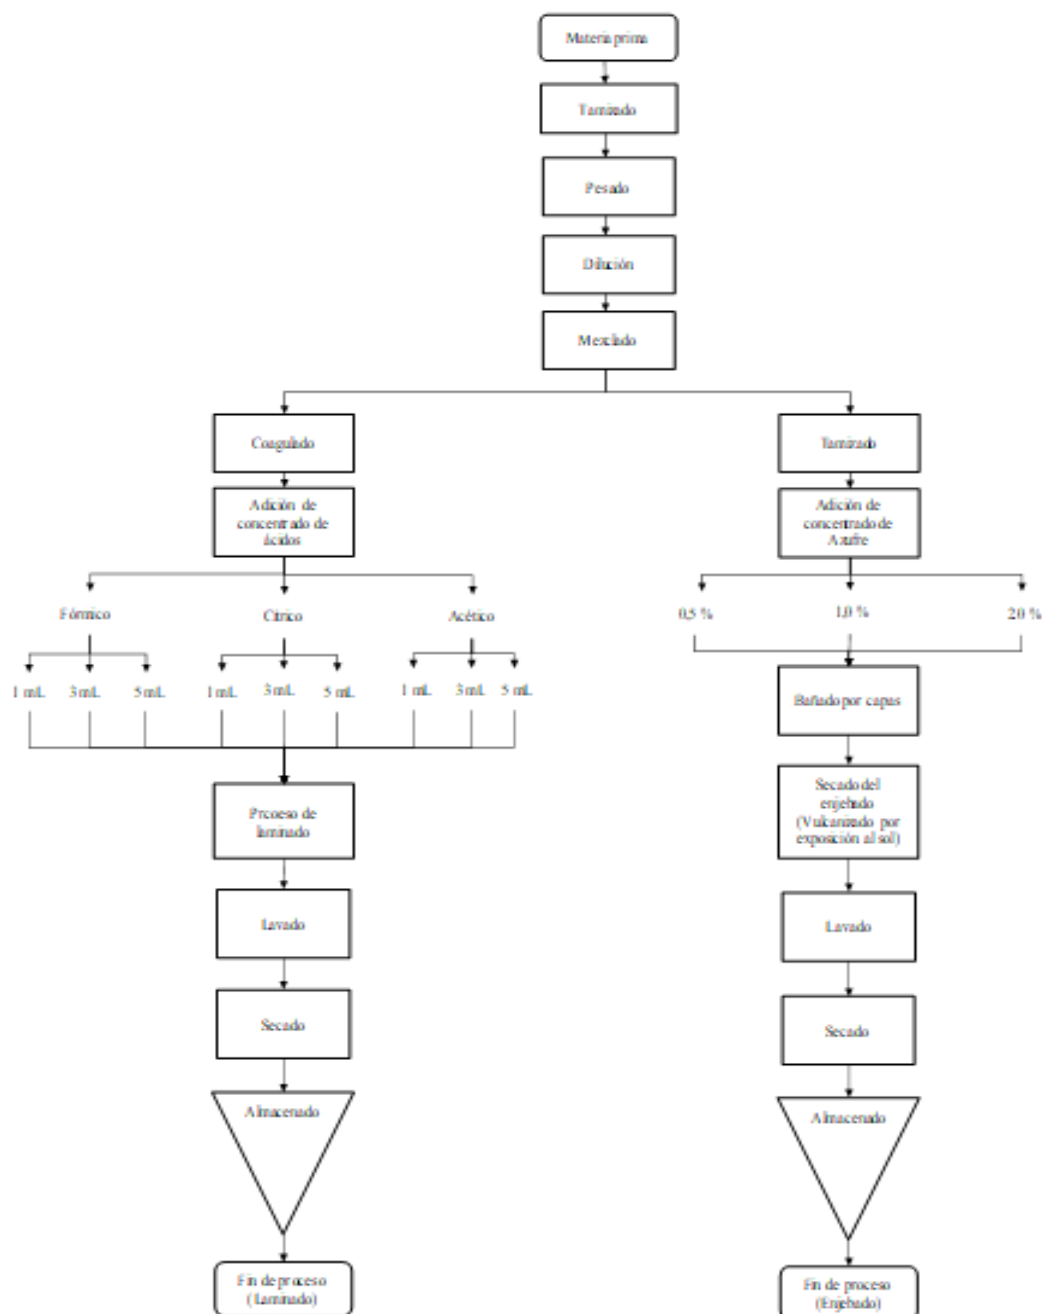 Materia prima
Tamizado
Pesado
Dilución
Mezclado
Coagulado
Adición de
concentrado de
ácidos
Fórmico
Cítrico
Acético
1 mL
3 mL
5 mL
1 mL
3 mL
5 mL
1 mL
3 mL
5 mL
Prcoeso de
laminado
Lavado
Secado
Almacenado
Fin de proceso
(Laminado)
Tamizado
Adición de
concentrado de
Azufre
0,5 %
1,0 %
2.0 %
Bañado por capas
Secado del
enjebado
(Vulcanizado por
exposición al sol)
Lavado
Secado
Almacenado
Fin de proceso
(Enjebado)